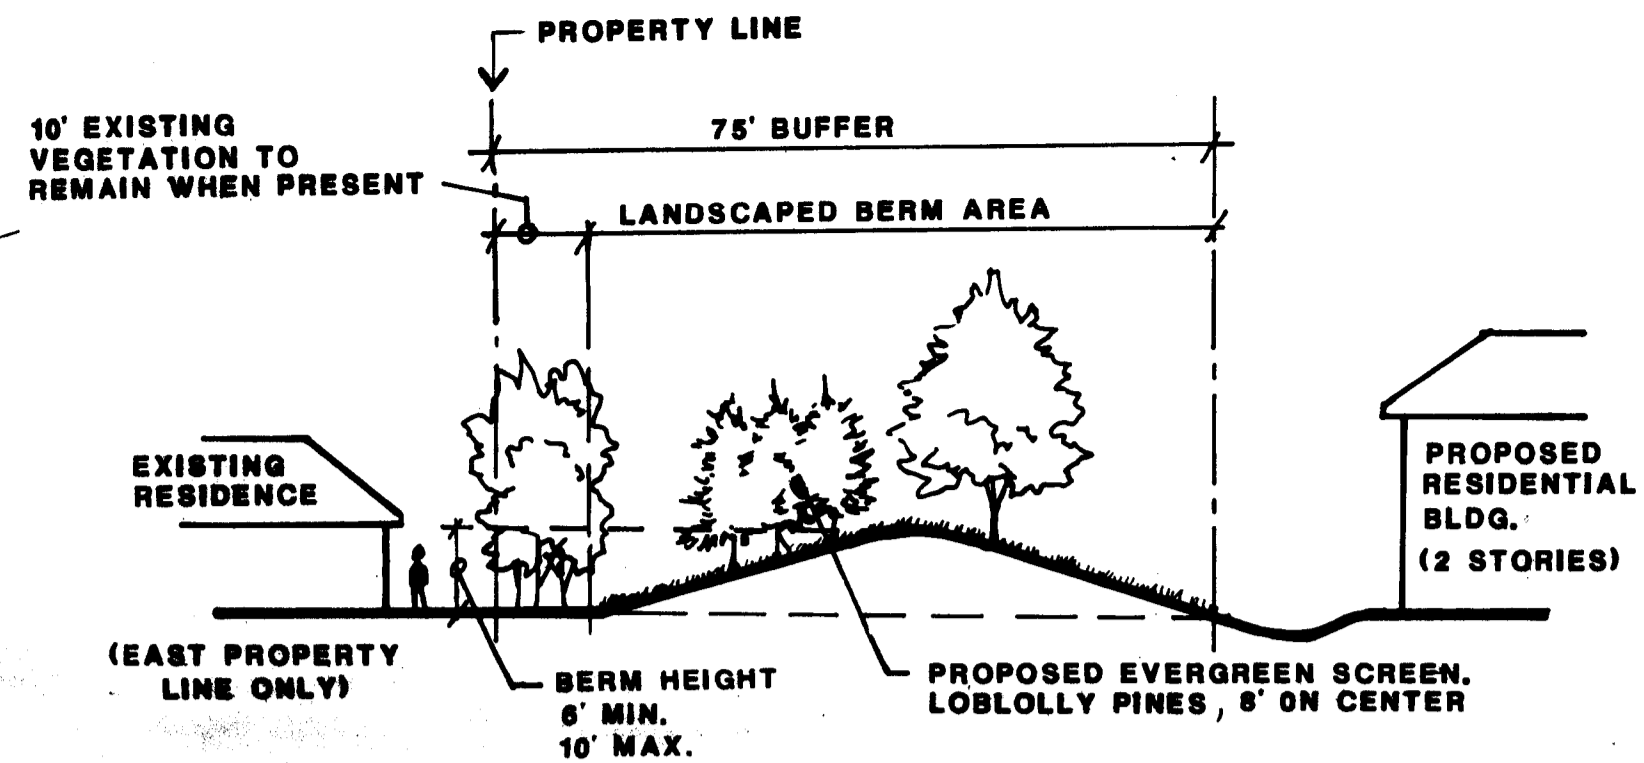 PROPERTY LINE
10' EXISTING
VEGETATION TO
REMAIN WHEN PRESENT
75' BUFFER
LANDSCAPED BERM AREA
EXISTING
RESIDENCE
PROPOSED
RESIDENTIAL
BLDG.
(2 STORIES)
(EAST PROPERTY
LINE ONLY)
BERM HEIGHT
6' MIN.
10' MAX.
PROPOSED EVERGREEN SCREEN.
LOBLOLLY PINES, 8' ON CENTER